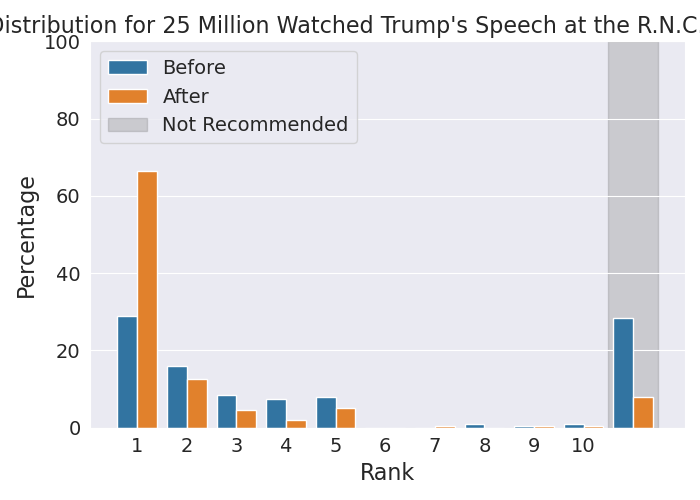 Distribution for 25 Million Watched Trump's Speech at the R.N.C.
100
80
60
40
20
0
Percentage
Before
After
Not Recommended
1 2 3 4 5 6 7 8 9 10
Rank